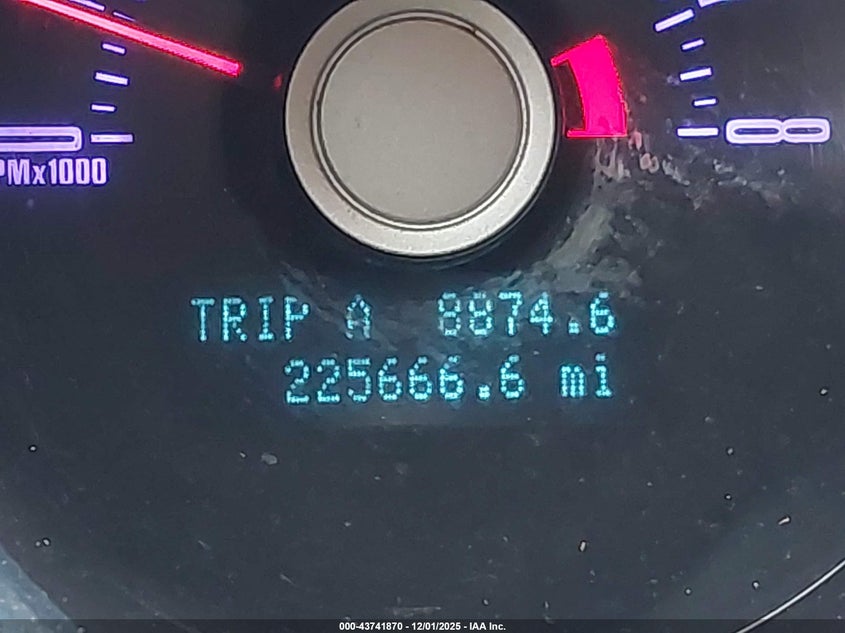 PMx1000
TRIP A 8874.6
225666.6 mi
000-43741870 - 12/01/2025 - IAA Inc.